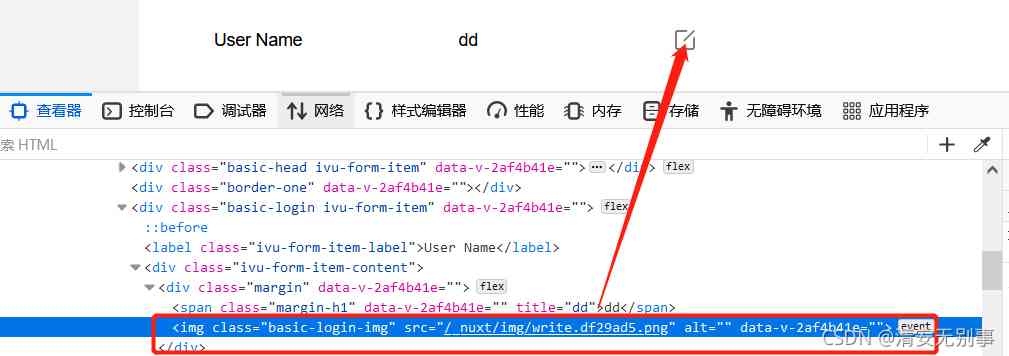 User Name dd
查看器 控制台 调试器 网络 样式编辑器 性能 内存 存储 无障碍环境 应用程序
索 HTML
<div class="basic-head ivu-form-item" data-v-2af4b41e=""> </div> flex
<div class="border-one" data-v-2af4b41e=""></div>
<div class="basic-login ivu-form-item" data-v-2af4b41e=""> flex
::before
<label class="ivu-form-item-label">User Name</label>
<div class="ivu-form-item-content">
<div class="margin" data-v-2af4b41e=""> flex
<span class="margin-h1" data-v-2af4b41e="" title="dd">dd</span>
<img class="basic-login-img" src="/_nuxt/img/write.df29ad5.png" alt="" data-v-2af4b41e=""> event
</div>
CSDN @清安无别事